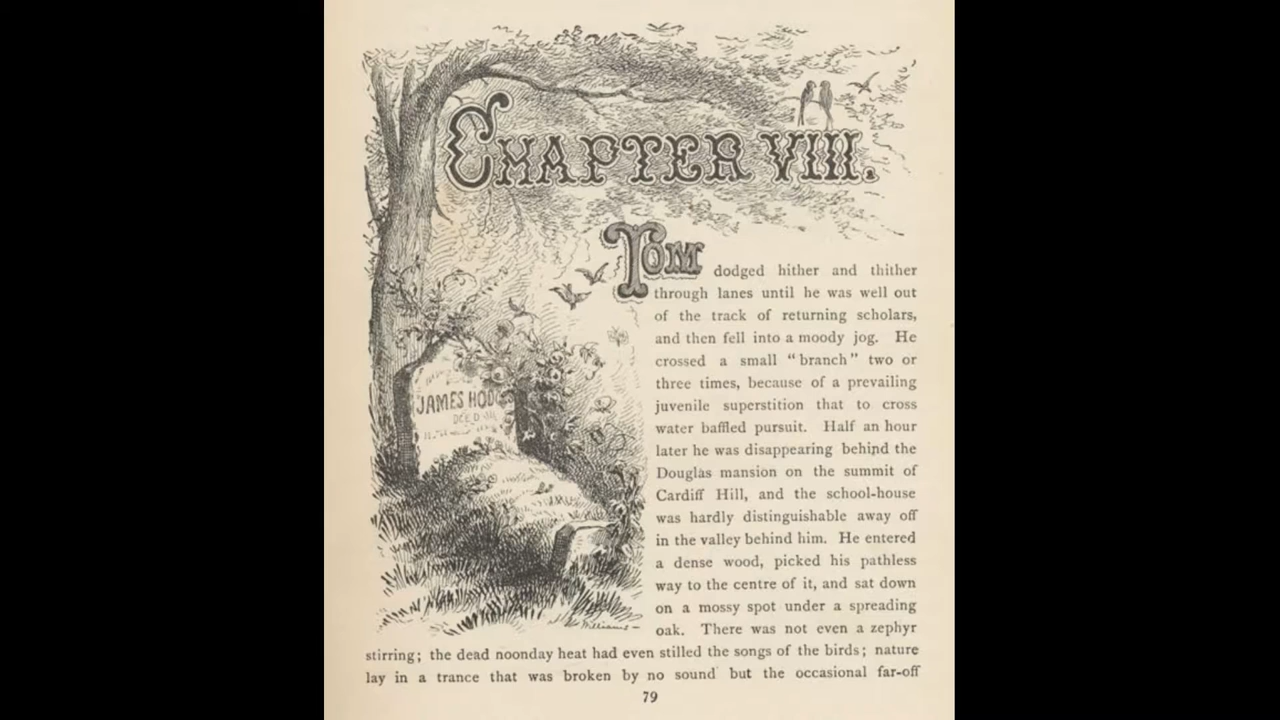 CHAPTER VIII.
TOM dodged hither and thither
through lanes until he was well out
of the track of returning scholars,
and then fell into a moody jog. He
crossed a small “branch” two or
three times, because of a prevailing
juvenile superstition that to cross
water baffled pursuit. Half an hour
later he was disappearing behind the
Douglas mansion on the summit of
Cardiff Hill, and the school-house
was hardly distinguishable away off
in the valley behind him. He entered
a dense wood, picked his pathless
way to the centre of it, and sat down
on a mossy spot under a spreading
oak. There was not even a zephyr
stirring; the dead noonday heat had even stilled the songs of the birds; nature
lay in a trance that was broken by no sound but the occasional far-off
79
JAMES HODG
Williams